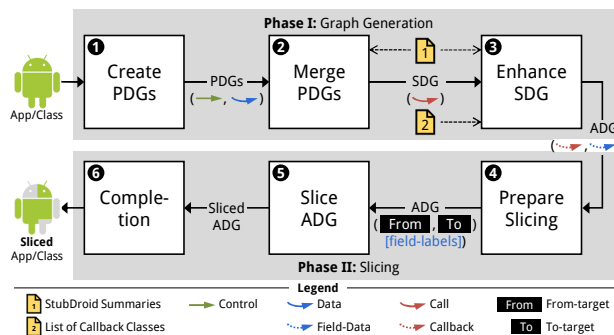 Phase I: Graph Generation
1
Create
PDGs
2
Merge
PDGs
1
3
Enhance
SDG
PDGs
( , )
SDG
( )
2
App/Class
ADG
( , )
6
Comple-
tion
5
Slice
ADG
4
Prepare
Slicing
Sliced
ADG
ADG
( From , To )
[field-labels])
Sliced
App/Class
Phase II: Slicing
Legend
1 StubDroid Summaries
Control
Data
Call
From From-target
2 List of Callback Classes
Field-Data
Callback
To To-target